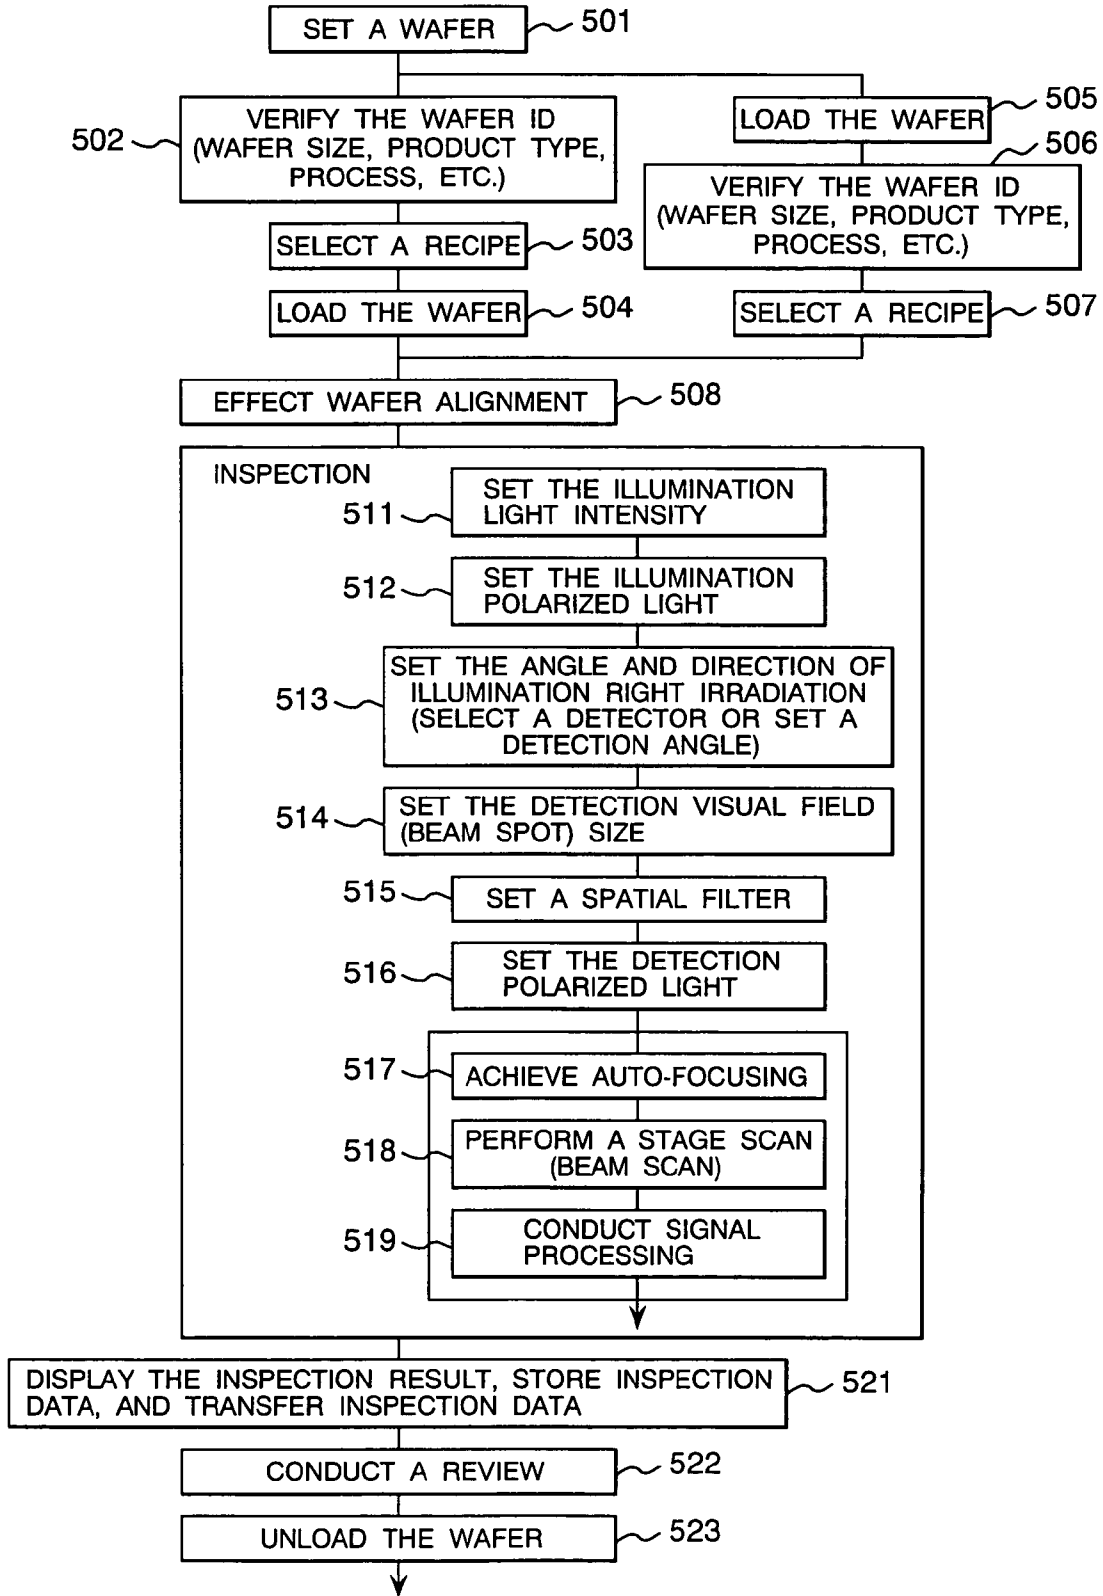 SET A WAFER
501
502
VERIFY THE WAFER ID
(WAFER SIZE, PRODUCT TYPE,
PROCESS, ETC.)
SELECT A RECIPE
503
LOAD THE WAFER
504
LOAD THE WAFER
505
506
VERIFY THE WAFER ID
(WAFER SIZE, PRODUCT TYPE,
PROCESS, ETC.)
SELECT A RECIPE
507
EFFECT WAFER ALIGNMENT
508
INSPECTION
511
SET THE ILLUMINATION
LIGHT INTENSITY
512
SET THE ILLUMINATION
POLARIZED LIGHT
513
SET THE ANGLE AND DIRECTION OF
ILLUMINATION RIGHT IRRADIATION
(SELECT A DETECTOR OR SET A
DETECTION ANGLE)
514
SET THE DETECTION VISUAL FIELD
(BEAM SPOT) SIZE
515
SET A SPATIAL FILTER
516
SET THE DETECTION
POLARIZED LIGHT
517
ACHIEVE AUTO-FOCUSING
518
PERFORM A STAGE SCAN
(BEAM SCAN)
519
CONDUCT SIGNAL
PROCESSING
DISPLAY THE INSPECTION RESULT, STORE INSPECTION
DATA, AND TRANSFER INSPECTION DATA
521
CONDUCT A REVIEW
522
UNLOAD THE WAFER
523